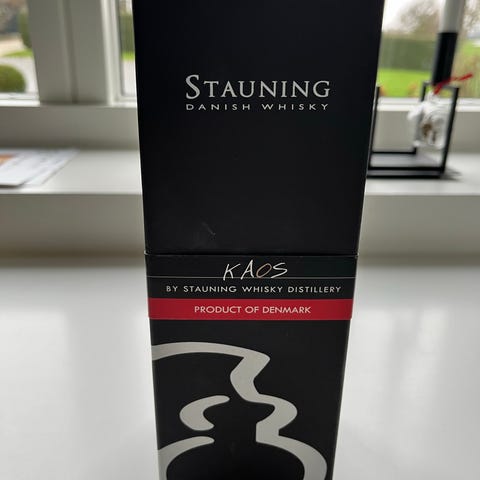 STAUNING
DANISH WHISKY
KAOS
BY STAUNING WHISKY DISTILLERY
PRODUCT OF DENMARK